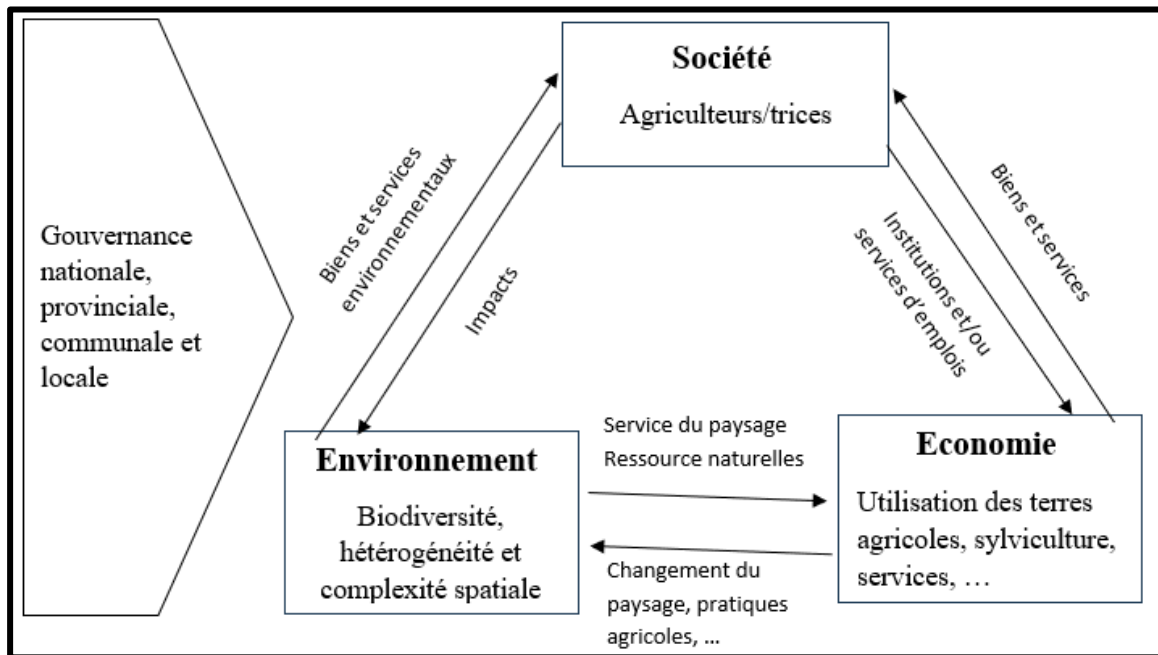 Société
Agriculteurs/trices
Biens et services
environnementaux
Impacts
Biens et services
Institutions et/ou
services d’emplois
Gouvernance
nationale,
provinciale,
communale et
locale
Environnement
Biodiversité,
hétérogénéité et
complexité spatiale
Service du paysage
Ressource naturelles
Changement du
paysage, pratiques
agricoles, ...
Economie
Utilisation des terres
agricoles, sylviculture,
services, …